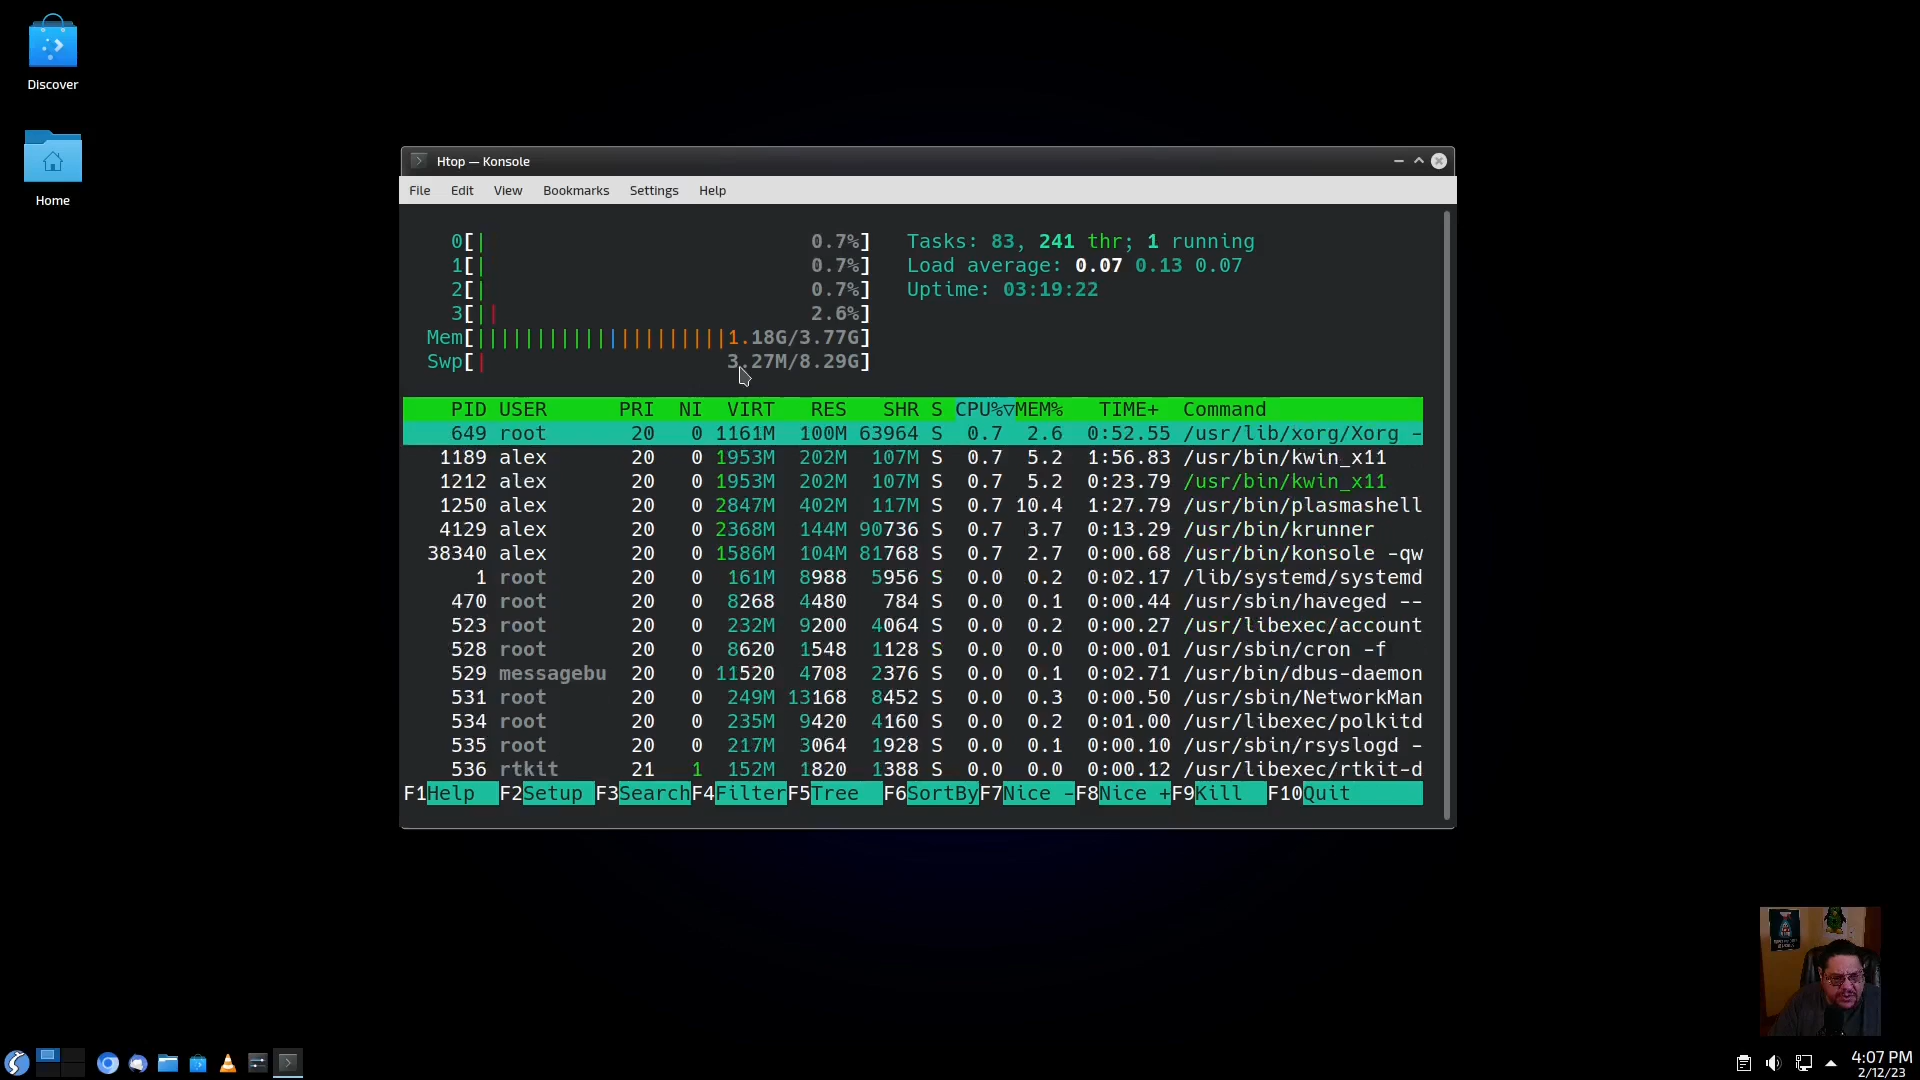 Discover
Home
Htop — Konsole
File Edit View Bookmarks Settings Help
0[| 0.7%] Tasks: 83, 241 thr; 1 running
1[| 0.7%] Load average: 0.07 0.13 0.07
2[| 0.7%] Uptime: 03:19:22
3[|| 2.6%]
Mem[|||||||||||||||||||||1.18G/3.77G]
Swp[| 3.27M/8.29G]
PID USER PRI NI VIRT RES SHR S CPU%▽MEM% TIME+ Command
649 root 20 0 1161M 100M 63964 S 0.7 2.6 0:52.55 /usr/lib/xorg/Xorg -
1189 alex 20 0 1953M 202M 107M S 0.7 5.2 1:56.83 /usr/bin/kwin_x11
1212 alex 20 0 1953M 202M 107M S 0.7 5.2 0:23.79 /usr/bin/kwin_x11
1250 alex 20 0 2847M 402M 117M S 0.7 10.4 1:27.79 /usr/bin/plasmashell
4129 alex 20 0 2368M 144M 90736 S 0.7 3.7 0:13.29 /usr/bin/krunner
38340 alex 20 0 1586M 104M 81768 S 0.7 2.7 0:00.68 /usr/bin/konsole -qw
1 root 20 0 161M 8988 5956 S 0.0 0.2 0:02.17 /lib/systemd/systemd
470 root 20 0 8268 4480 784 S 0.0 0.1 0:00.44 /usr/sbin/haveged --
523 root 20 0 232M 9200 4064 S 0.0 0.2 0:00.27 /usr/libexec/account
528 root 20 0 8620 1548 1128 S 0.0 0.0 0:00.01 /usr/sbin/cron -f
529 messagebu 20 0 11520 4708 2376 S 0.0 0.1 0:02.71 /usr/bin/dbus-daemon
531 root 20 0 249M 13168 8452 S 0.0 0.3 0:00.50 /usr/sbin/NetworkMan
534 root 20 0 235M 9420 4160 S 0.0 0.2 0:01.00 /usr/libexec/polkitd
535 root 20 0 217M 3064 1928 S 0.0 0.1 0:00.10 /usr/sbin/rsyslogd -
536 rtkit 21 1 152M 1820 1388 S 0.0 0.0 0:00.12 /usr/libexec/rtkit-d
F1Help F2Setup F3SearchF4FilterF5Tree F6SortByF7Nice -F8Nice +F9Kill F10Quit
4:07 PM
2/12/23